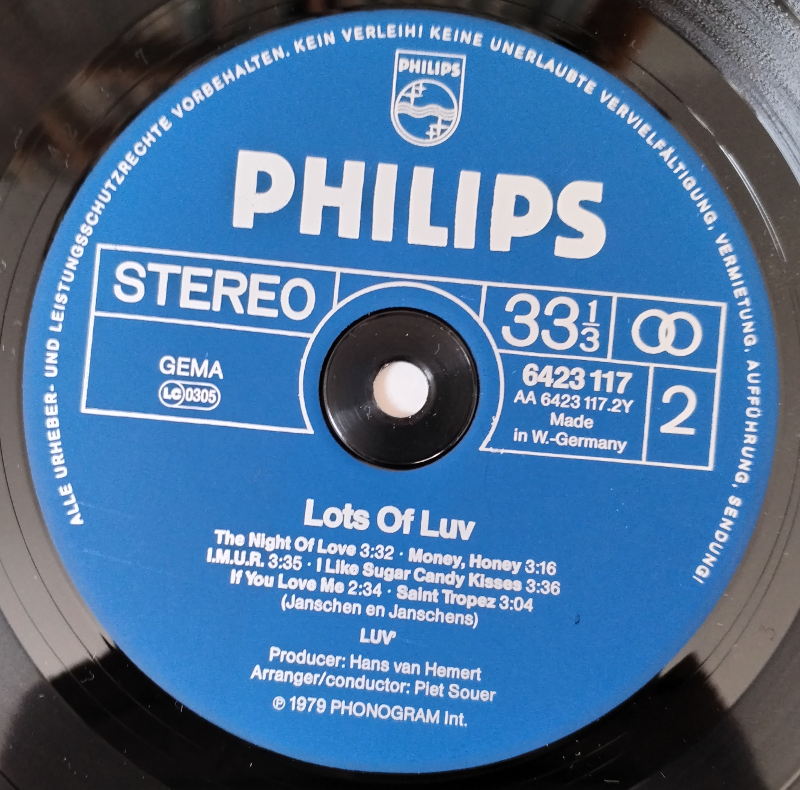 ALLE URHEBER- UND LEISTUNGSSCHUTZRECHTE VORBEHALTEN. KEIN VERLEIH! KEINE UNERLAUBTE VERVIELFÄLTIGUNG, VERMIETUNG, AUFFÜHRUNG, SENDUNG!
PHILIPS
PHILIPS
STEREO
33 1/3
GEMA
LC 0305
6423 117
AA 6423 117.2Y
Made
in W.-Germany
2
Lots Of Luv
The Night Of Love 3:32 · Money, Honey 3:16
I.M.U.R. 3:35 · I Like Sugar Candy Kisses 3:36
If You Love Me 2:34 · Saint Tropez 3:04
(Janschen en Janschens)
LUV'
Producer: Hans van Hemert
Arranger/conductor: Piet Souer
℗ 1979 PHONOGRAM Int.